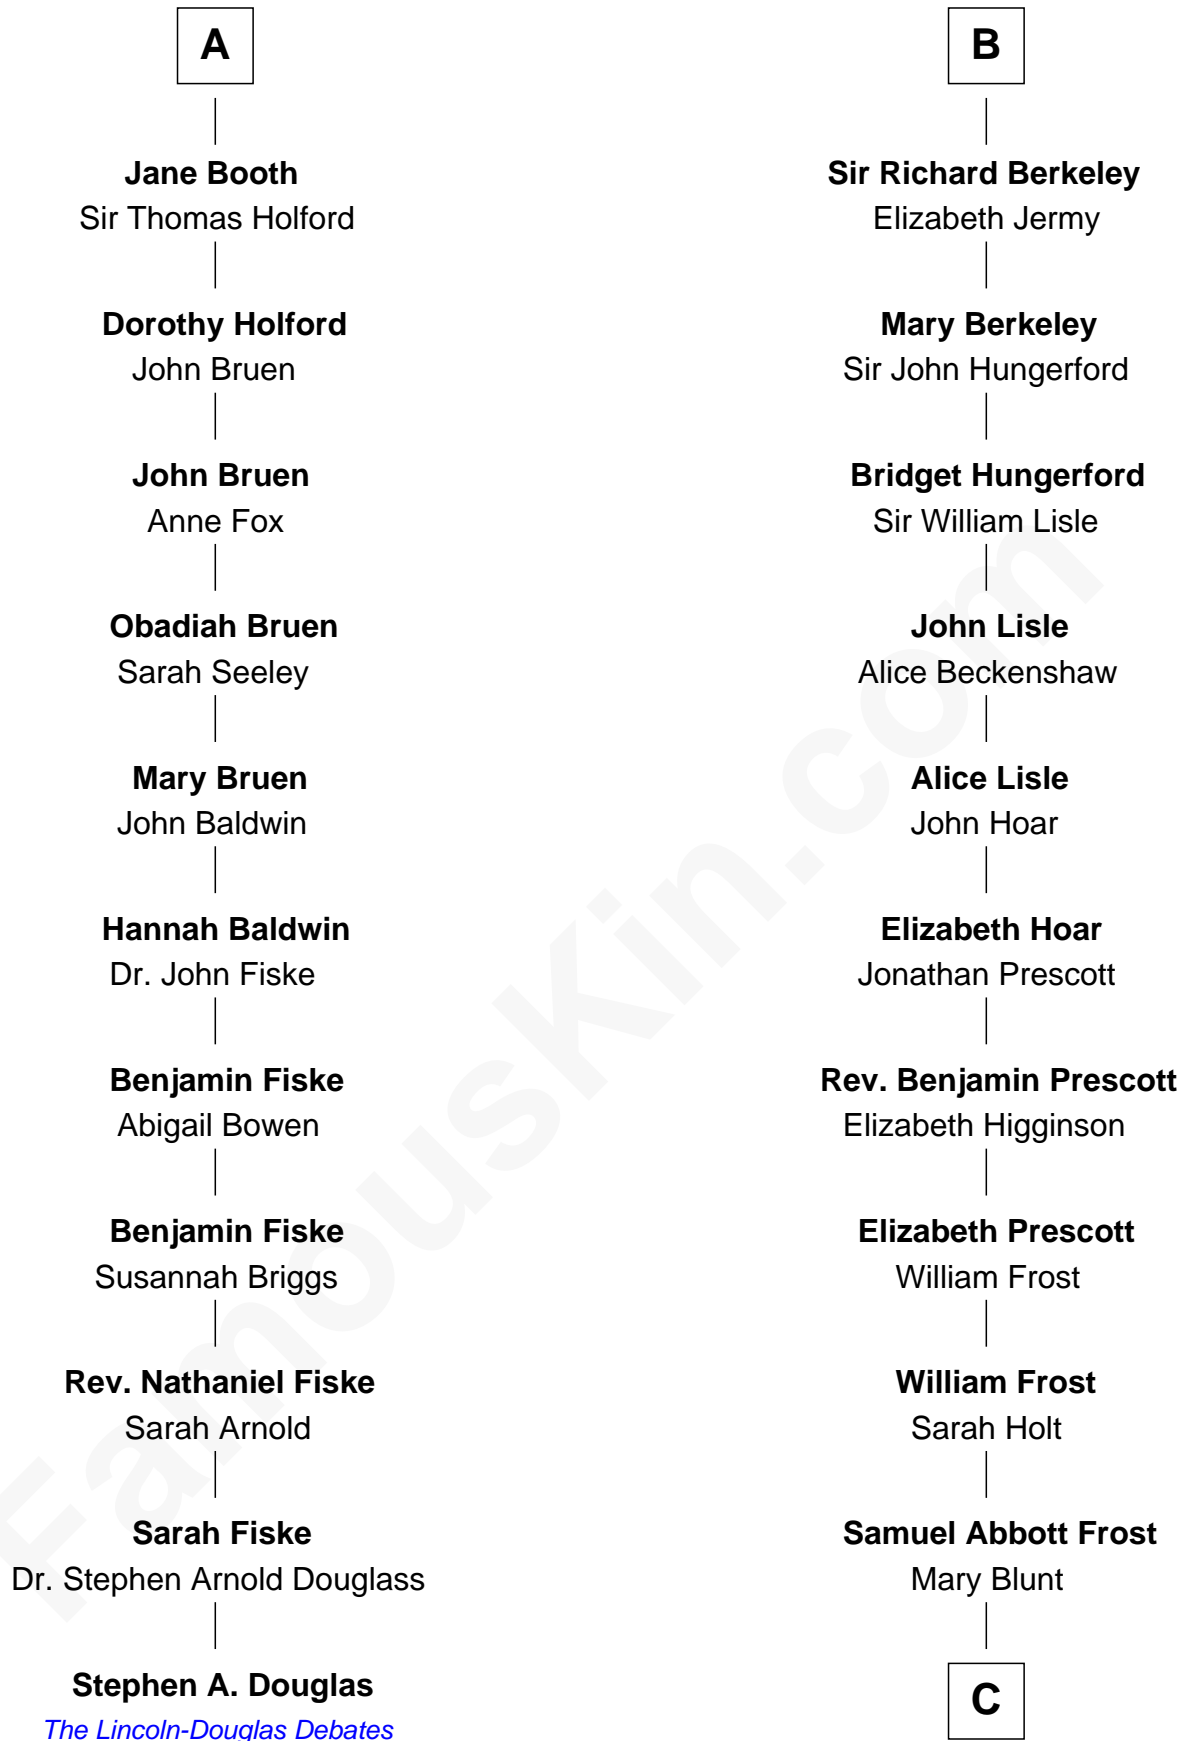 A
Jane Booth
Sir Thomas Holford
Dorothy Holford
John Bruen
John Bruen
Anne Fox
Obadiah Bruen
Sarah Seeley
Mary Bruen
John Baldwin
Hannah Baldwin
Dr. John Fiske
Benjamin Fiske
Abigail Bowen
Benjamin Fiske
Susannah Briggs
Rev. Nathaniel Fiske
Sarah Arnold
Sarah Fiske
Dr. Stephen Arnold Douglass
Stephen A. Douglas
The Lincoln-Douglas Debates
B
Sir Richard Berkeley
Elizabeth Jermy
Mary Berkeley
Sir John Hungerford
Bridget Hungerford
Sir William Lisle
John Lisle
Alice Beckenshaw
Alice Lisle
John Hoar
Elizabeth Hoar
Jonathan Prescott
Rev. Benjamin Prescott
Elizabeth Higginson
Elizabeth Prescott
William Frost
William Frost
Sarah Holt
Samuel Abbott Frost
Mary Blunt
C
FamousKin.com